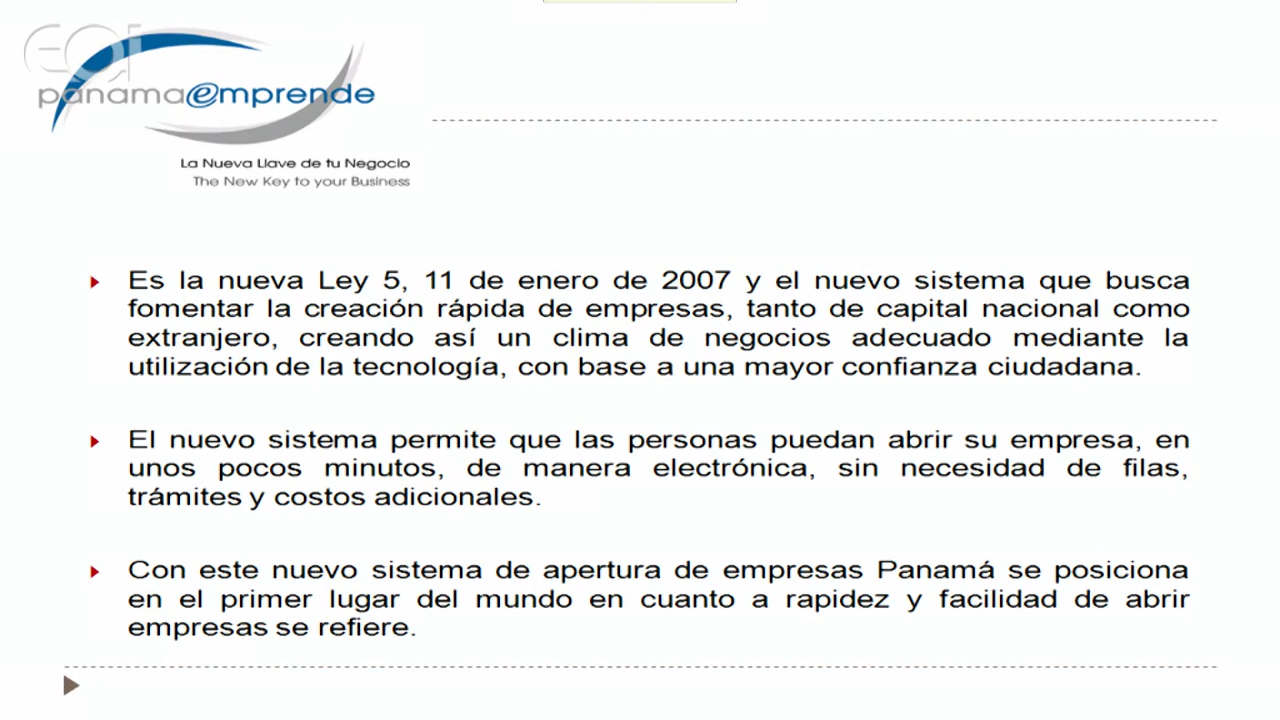 eoi
panamaemprende
La Nueva Llave de tu Negocio
The New Key to your Business
Es la nueva Ley 5, 11 de enero de 2007 y el nuevo sistema que busca
fomentar la creación rápida de empresas, tanto de capital nacional como
extranjero, creando así un clima de negocios adecuado mediante la
utilización de la tecnología, con base a una mayor confianza ciudadana.
El nuevo sistema permite que las personas puedan abrir su empresa, en
unos pocos minutos, de manera electrónica, sin necesidad de filas,
trámites y costos adicionales.
Con este nuevo sistema de apertura de empresas Panamá se posiciona
en el primer lugar del mundo en cuanto a rapidez y facilidad de abrir
empresas se refiere.